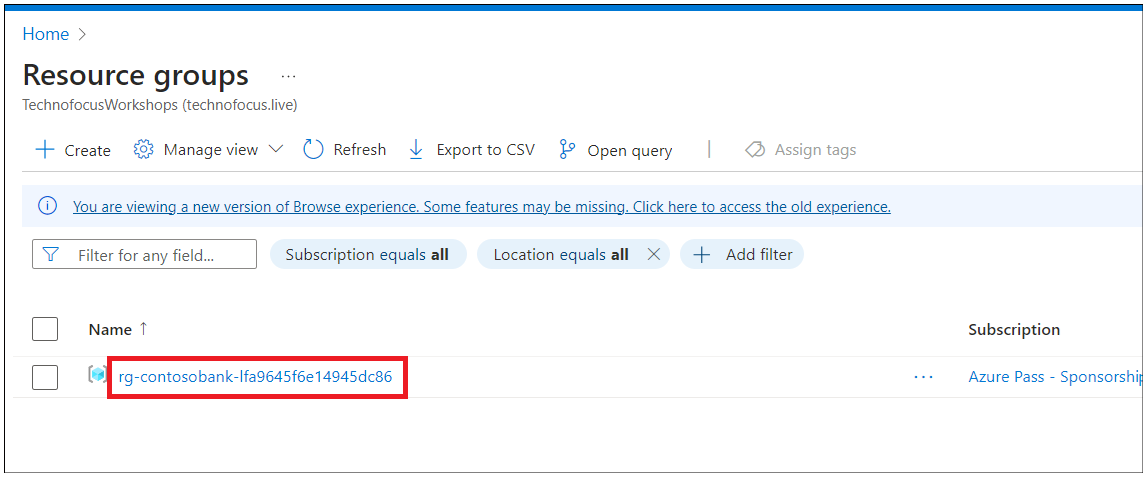 Home
Resource groups ...
TechnofocusWorkshops (technofocus.live)
Create Manage view Refresh Export to CSV Open query Assign tags
You are viewing a new version of Browse experience. Some features may be missing. Click here to access the old experience.
Filter for any field... Subscription equals all Location equals all Add filter
Name ↑ Subscription
rg-contosobank-lfa9645f6e14945dc86 ... Azure Pass - Sponsorship